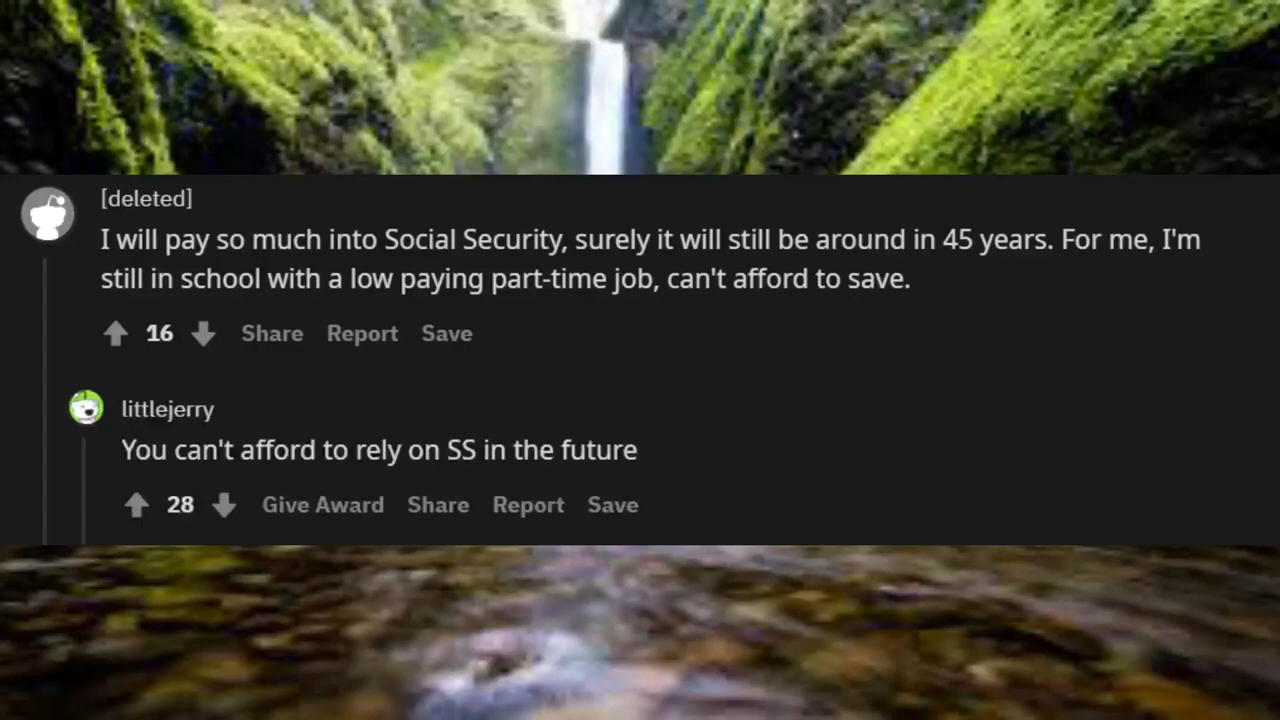 [deleted]
I will pay so much into Social Security, surely it will still be around in 45 years. For me, I'm
still in school with a low paying part-time job, can't afford to save.
16 Share Report Save
littlejerry
You can't afford to rely on SS in the future
28 Give Award Share Report Save